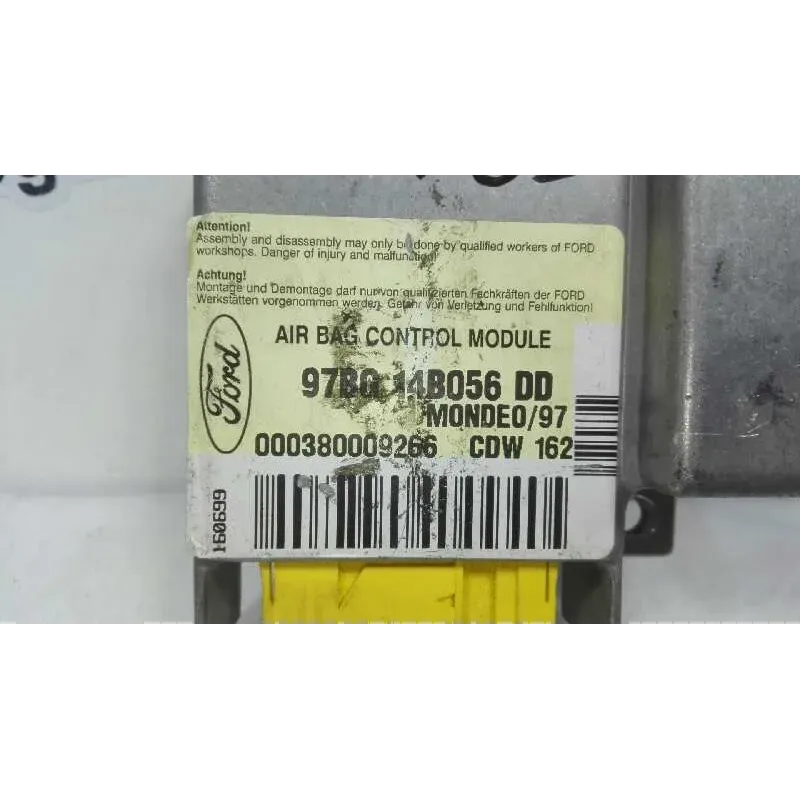 Attention!
Assembly and disassembly may only be done by qualified workers of FORD
workshops. Danger of injury and malfunction!
Achtung!
Montage und Demontage darf nur von qualifizierten Fachkräften der FORD
Werkstätten vorgenommen werden. Gefahr von Verletzung und Fehlfunktion!
AIR BAG CONTROL MODULE
Ford
97BG 14B056 DD
MONDEO/97
000380009266 CDW 162